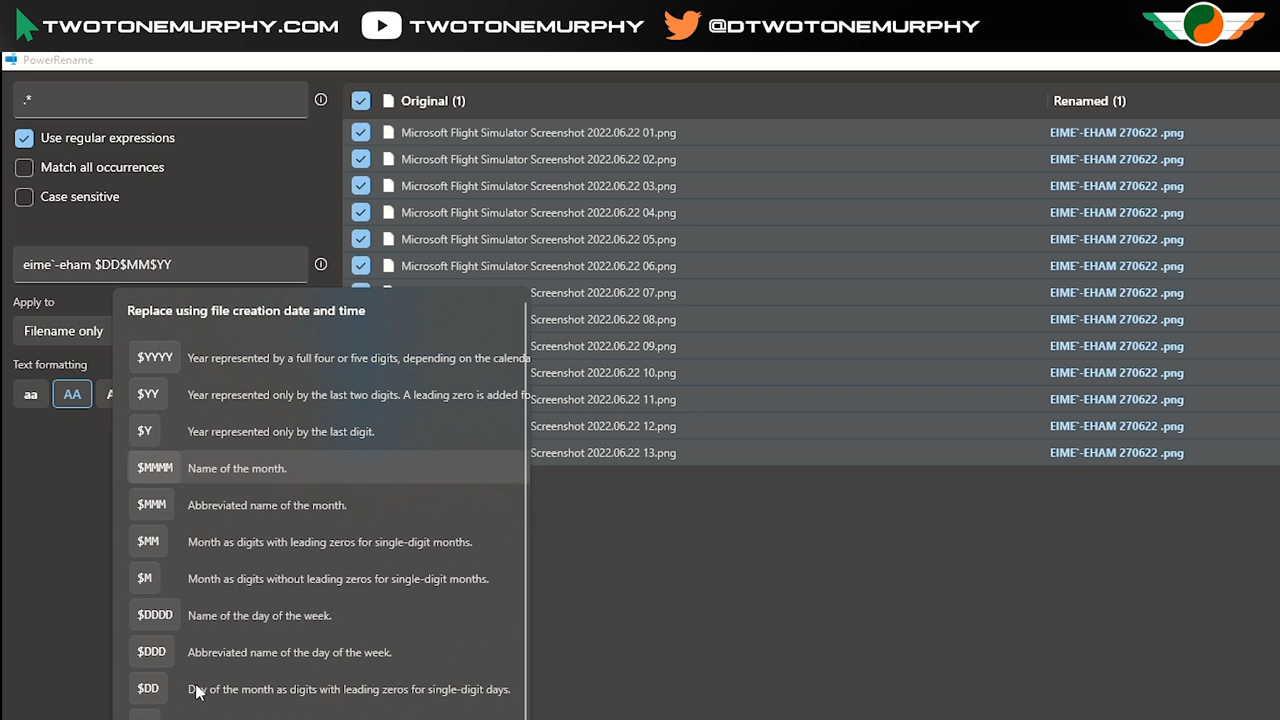 TWOTONEMURPHY.COM TWOTONEMURPHY @DTWOTONEMURPHY
PowerRename
.*
Use regular expressions
Match all occurrences
Case sensitive
eime`-eham $DD$MM$YY
Apply to
Filename only
Text formatting
aa AA A
Original (1) Renamed (1)
Microsoft Flight Simulator Screenshot 2022.06.22 01.png EIME`-EHAM 270622 .png
Microsoft Flight Simulator Screenshot 2022.06.22 02.png EIME`-EHAM 270622 .png
Microsoft Flight Simulator Screenshot 2022.06.22 03.png EIME`-EHAM 270622 .png
Microsoft Flight Simulator Screenshot 2022.06.22 04.png EIME`-EHAM 270622 .png
Microsoft Flight Simulator Screenshot 2022.06.22 05.png EIME`-EHAM 270622 .png
Microsoft Flight Simulator Screenshot 2022.06.22 06.png EIME`-EHAM 270622 .png
Screenshot 2022.06.22 07.png EIME`-EHAM 270622 .png
Screenshot 2022.06.22 08.png EIME`-EHAM 270622 .png
Screenshot 2022.06.22 09.png EIME`-EHAM 270622 .png
Screenshot 2022.06.22 10.png EIME`-EHAM 270622 .png
Screenshot 2022.06.22 11.png EIME`-EHAM 270622 .png
Screenshot 2022.06.22 12.png EIME`-EHAM 270622 .png
Screenshot 2022.06.22 13.png EIME`-EHAM 270622 .png
Replace using file creation date and time
$YYYY Year represented by a full four or five digits, depending on the calenda
$YY Year represented only by the last two digits. A leading zero is added fo
$Y Year represented only by the last digit.
$MMMM Name of the month.
$MMM Abbreviated name of the month.
$MM Month as digits with leading zeros for single-digit months.
$M Month as digits without leading zeros for single-digit months.
$DDDD Name of the day of the week.
$DDD Abbreviated name of the day of the week.
$DD Day of the month as digits with leading zeros for single-digit days.